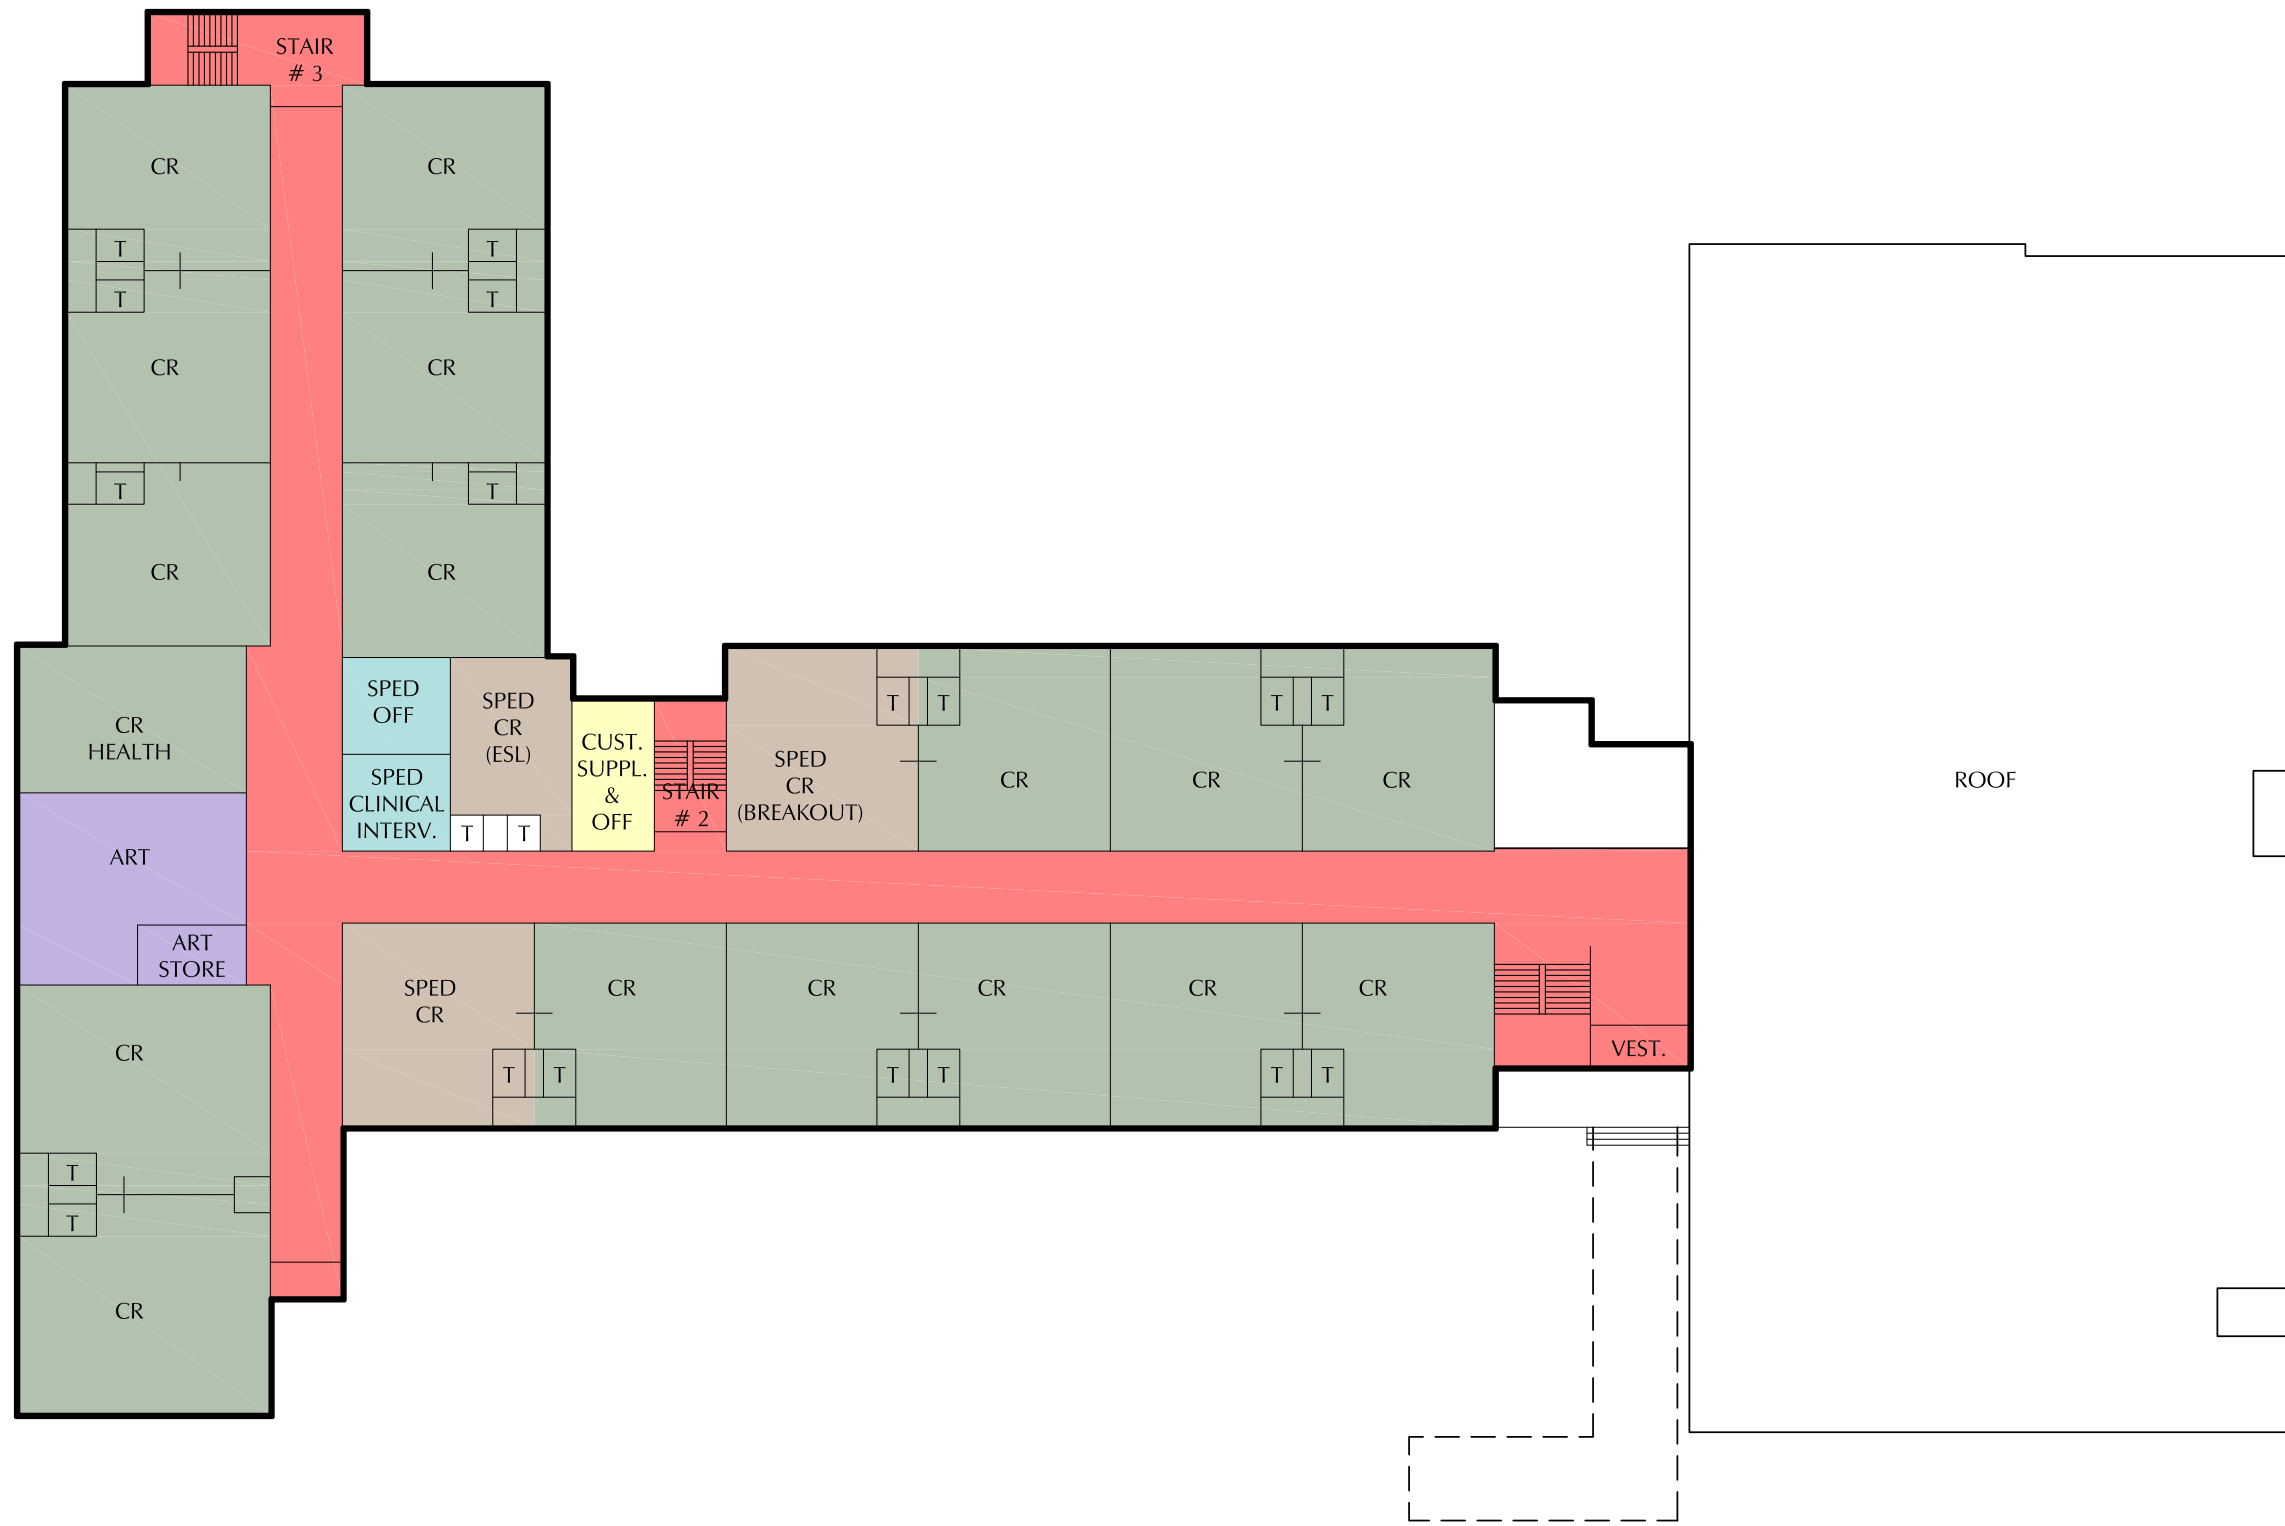 STAIR
# 3
CR
CR
T
T
T
T
CR
CR
T
T
CR
CR
CR
HEALTH
SPED
OFF
SPED
CLINICAL
INTERV.
SPED
CR
(ESL)
T
T
CUST.
SUPPL.
&
OFF
STAIR
# 2
SPED
CR
(BREAKOUT)
T
T
CR
CR
T
T
CR
ROOF
ART
ART
STORE
SPED
CR
T
T
CR
CR
T
T
CR
CR
T
T
CR
VEST.
CR
T
T
CR